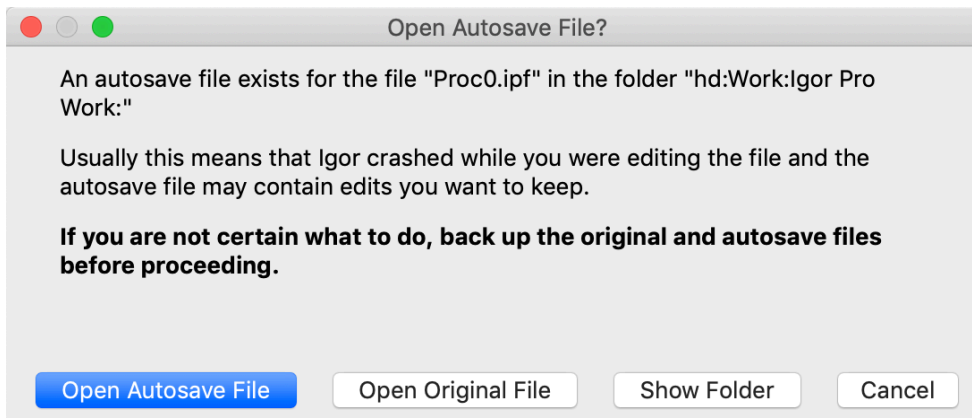 Open Autosave File?
An autosave file exists for the file "Proc0.ipf" in the folder "hd:Work:Igor Pro
Work:"
Usually this means that Igor crashed while you were editing the file and the
autosave file may contain edits you want to keep.
If you are not certain what to do, back up the original and autosave files
before proceeding.
Open Autosave File
Open Original File
Show Folder
Cancel